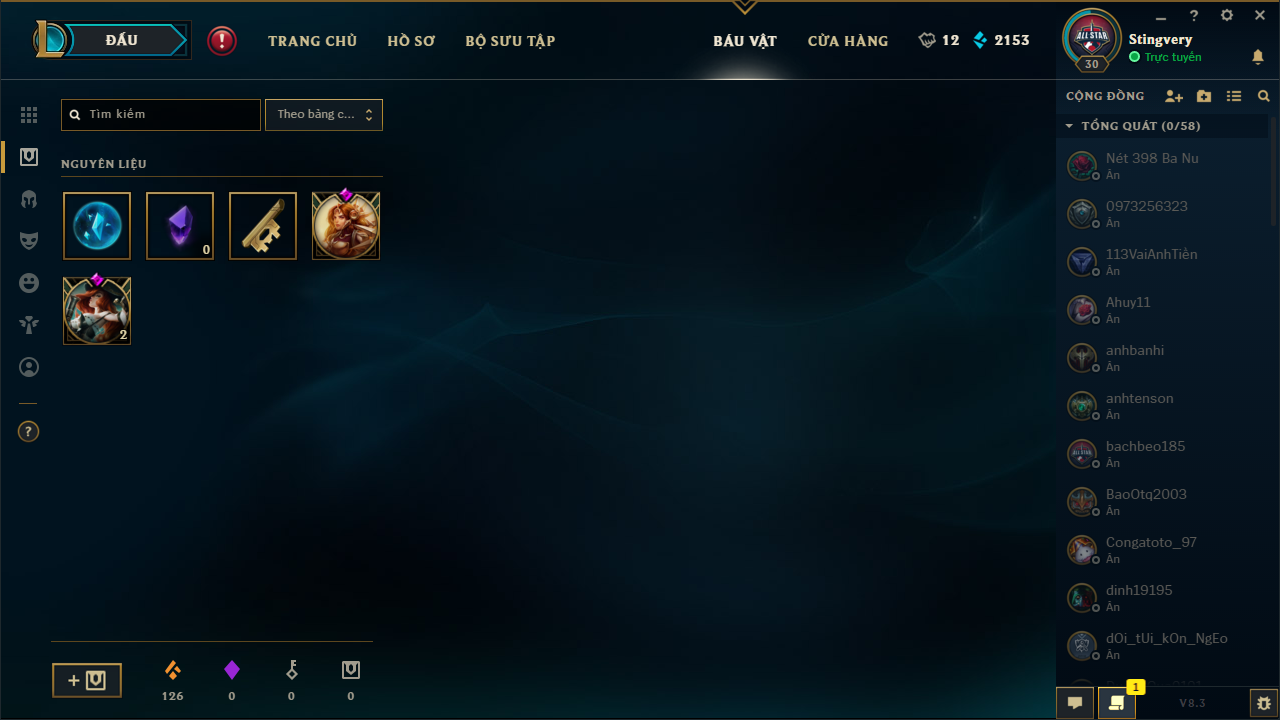 ĐẤU
TRANG CHỦ
HỒ SƠ
BỘ SƯU TẬP
BÁU VẬT
CỬA HÀNG
12
2153
ALL STAR
30
Stingvery
Trực tuyến
Tìm kiếm
Theo bảng c...
NGUYÊN LIỆU
0
2
?
126
0
0
0
CỘNG ĐỒNG
TỔNG QUÁT (0/58)
Nét 398 Ba Nu
Ẩn
0973256323
Ẩn
113VaiAnhTiền
Ẩn
Ahuy11
Ẩn
anhbanhi
Ẩn
anhtenson
Ẩn
bachbeo185
Ẩn
BaoOtq2003
Ẩn
Congatoto_97
Ẩn
dinh19195
Ẩn
dOi_tUi_kOn_NgEo
Ẩn
1
V8.3